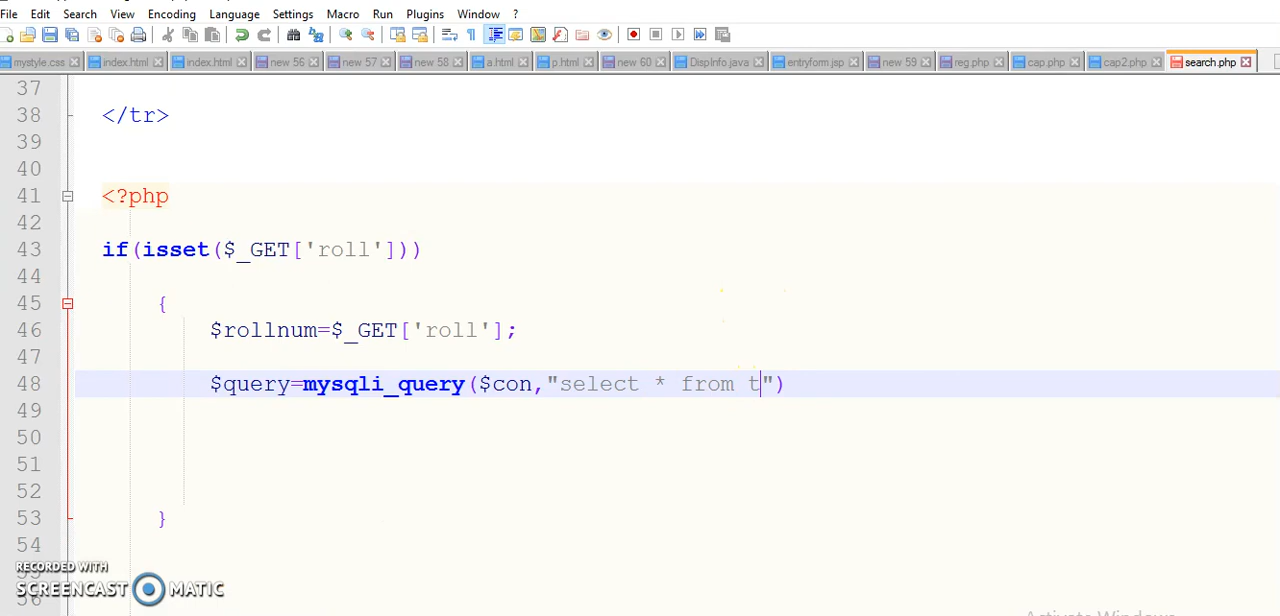 File Edit Search View Encoding Language Settings Macro Run Plugins Window ?
mystyle.css index.html index.html new 56 new 57 new 58 a.html p.html new 60 DispInfo.java entryform.jsp new 59 reg.php cap.php cap2.php search.php
37
38 </tr>
39
40
41 <?php
42
43 if(isset($_GET['roll']))
44
45 {
46 $rollnum=$_GET['roll'];
47
48 $query=mysqli_query($con,"select * from t")
49
50
51
52
53 }
54
RECORDED WITH
SCREENCAST MATIC
Activate Windows